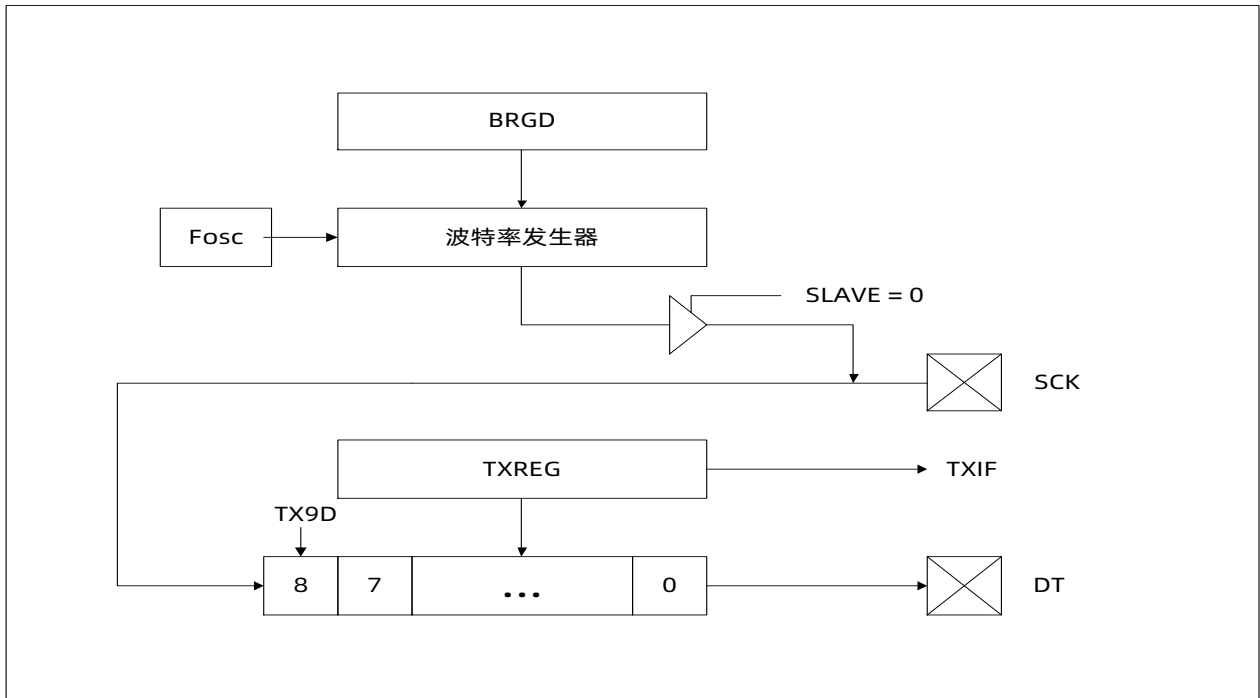 BRGD
Fosc
波特率发生器
SLAVE = 0
SCK
TXREG
TXIF
TX9D
8 7 ... 0
DT